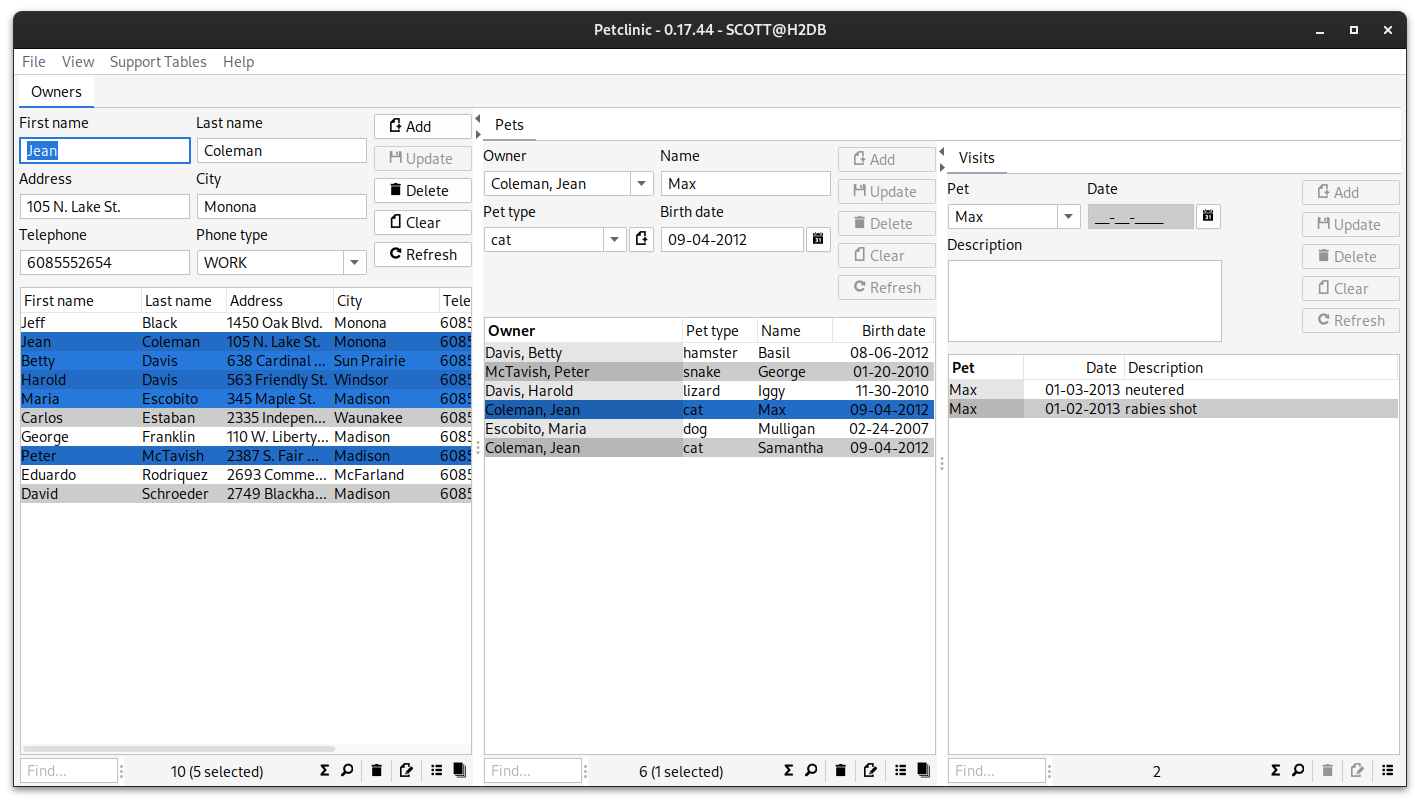 Petclinic - 0.17.44 - SCOTT@H2DB
File View Support Tables Help
Owners
First name Last name
Jean Coleman
Address City
105 N. Lake St. Monona
Telephone Phone type
6085552654 WORK
Add
Update
Delete
Clear
Refresh
First name Last name Address City Tele
Jeff Black 1450 Oak Blvd. Monona 6085
Jean Coleman 105 N. Lake St. Monona 6085
Betty Davis 638 Cardinal ... Sun Prairie 6085
Harold Davis 563 Friendly St. Windsor 6085
Maria Escobito 345 Maple St. Madison 6085
Carlos Estaban 2335 Indepen... Waunakee 6085
George Franklin 110 W. Liberty... Madison 6085
Peter McTavish 2387 S. Fair ... Madison 6085
Eduardo Rodriquez 2693 Comme... McFarland 6085
David Schroeder 2749 Blackha... Madison 6085
Find... 10 (5 selected)
Pets
Owner Name
Coleman, Jean Max
Pet type Birth date
cat 09-04-2012
Add
Update
Delete
Clear
Refresh
Owner Pet type Name Birth date
Davis, Betty hamster Basil 08-06-2012
McTavish, Peter snake George 01-20-2010
Davis, Harold lizard Iggy 11-30-2010
Coleman, Jean cat Max 09-04-2012
Escobito, Maria dog Mulligan 02-24-2007
Coleman, Jean cat Samantha 09-04-2012
Find... 6 (1 selected)
Visits
Pet Date
Max __-__-____
Description
Add
Update
Delete
Clear
Refresh
Pet Date Description
Max 01-03-2013 neutered
Max 01-02-2013 rabies shot
Find... 2